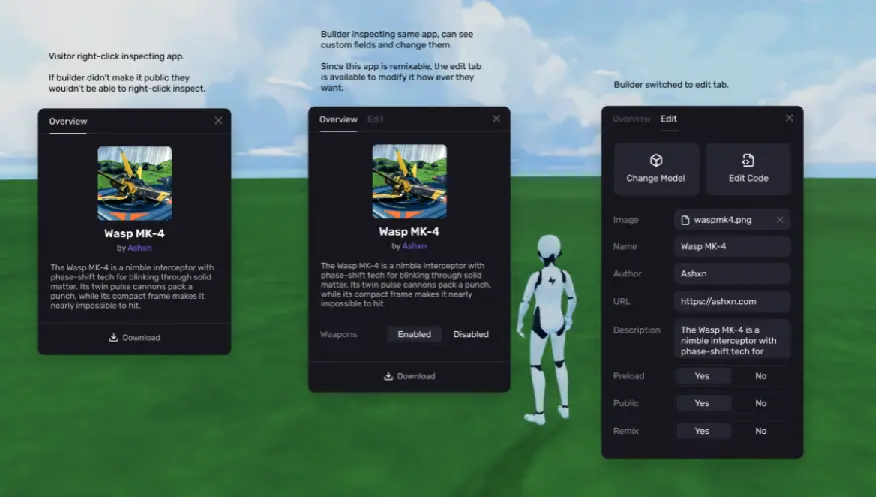 Visitor right-click inspecting app.
If builder didn't make it public they
wouldn't be able to right-click inspect.
Overview
Wasp MK-4
by Ashxn
The Wasp MK-4 is a nimble interceptor with
phase-shift tech for blinking through solid
matter. Its twin pulse cannons pack a
punch, while its compact frame makes it
nearly impossible to hit.
Download
Builder inspecting same app, can see
custom fields and change them
Since this app is remixable, the edit tab
is available to modify it how ever they
want.
Overview Edit
Wasp MK-4
by Ashxn
The Wasp MK-4 is a nimble interceptor with
phase-shift tech for blinking through solid
matter. Its twin pulse cannons pack a
punch, while its compact frame makes it
nearly impossible to hit.
Weapons Enabled Disabled
Download
Builder switched to edit tab.
Overview Edit
Change Model Edit Code
Image waspmk4.png
Name Wasp MK-4
Author Ashxn
URL https://ashxn.com
Description The Wasp MK-4 is a
nimble interceptor with
phase-shift tech for
Preload Yes No
Public Yes No
Remix Yes No